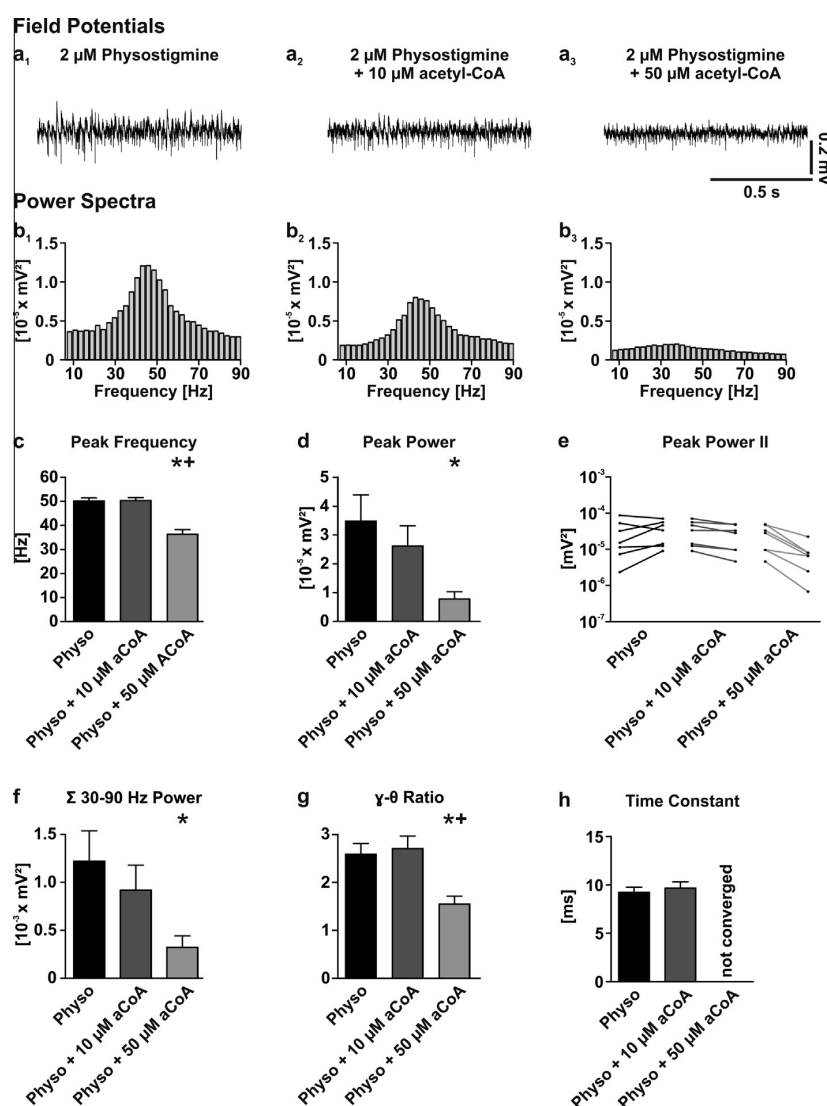 Field Potentials
a1 2 µM Physostigmine
a2 2 µM Physostigmine
+ 10 µM acetyl-CoA
a3 2 µM Physostigmine
+ 50 µM acetyl-CoA
0.2 mV
0.5 s
Power Spectra
b1
[10⁻⁵ x mV²]
1.5
1.0
0.5
0
10 30 50 70 90
Frequency [Hz]
b2
[10⁻⁵ x mV²]
1.5
1.0
0.5
0
10 30 50 70 90
Frequency [Hz]
b3
[10⁻⁵ x mV²]
1.5
1.0
0.5
0
10 30 50 70 90
Frequency [Hz]
c Peak Frequency
*+
[Hz]
60
50
40
30
20
10
0
Physo
Physo + 10 µM aCoA
Physo + 50 µM ACoA
d Peak Power
*
[10⁻⁵ x mV²]
5
4
3
2
1
0
Physo
Physo + 10 µM aCoA
Physo + 50 µM aCoA
e Peak Power II
[mV²]
10⁻³
10⁻⁴
10⁻⁵
10⁻⁶
10⁻⁷
Physo
Physo + 10 µM aCoA
Physo + 50 µM aCoA
f Σ 30-90 Hz Power
*
[10⁻³ x mV²]
1.5
1.0
0.5
0
Physo
Physo + 10 µM aCoA
Physo + 50 µM aCoA
g γ-θ Ratio
*+
3
2
1
0
Physo
Physo + 10 µM aCoA
Physo + 50 µM aCoA
h Time Constant
[ms]
15
10
5
0
not converged
Physo
Physo + 10 µM aCoA
Physo + 50 µM aCoA